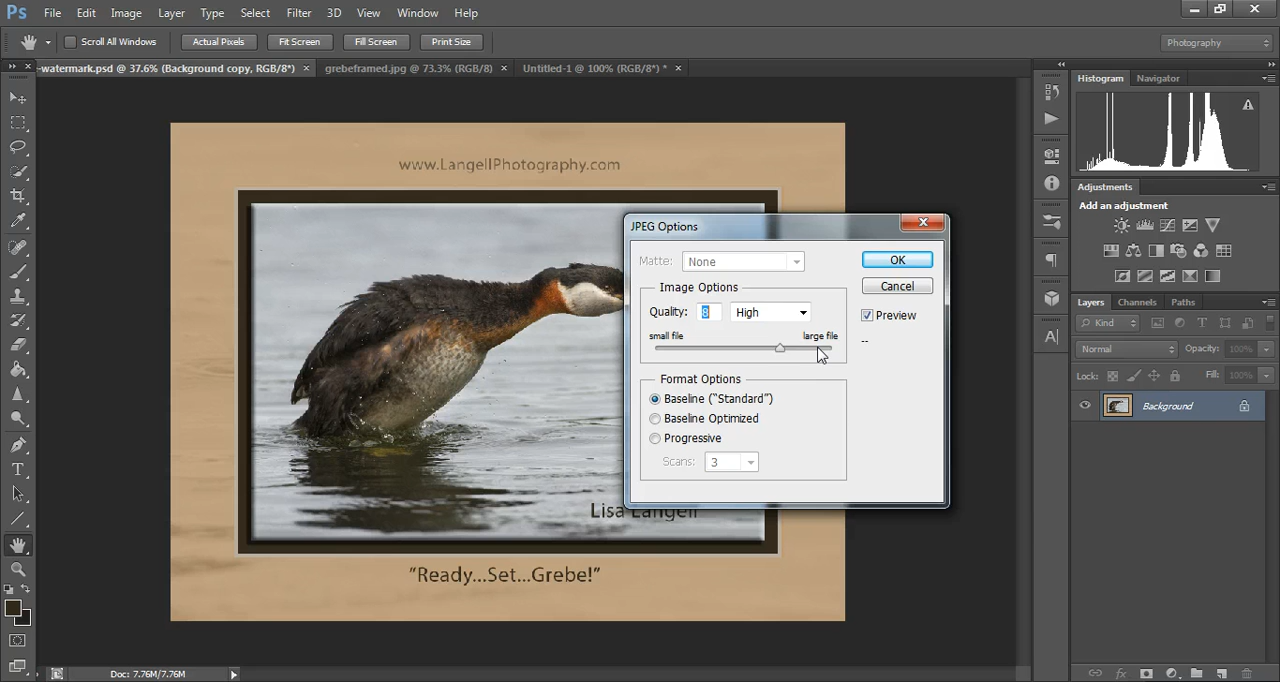 Ps File Edit Image Layer Type Select Filter 3D View Window Help
Scroll All Windows Actual Pixels Fit Screen Fill Screen Print Size Photography
-watermark.psd @ 37.6% (Background copy, RGB/8*) × grebeframed.jpg @ 73.3% (RGB/8) × Untitled-1 @ 100% (RGB/8*) * ×
Histogram Navigator
www.LangellPhotography.com
Adjustments
Add an adjustment
JPEG Options
Matte: None
OK
Image Options
Cancel
Quality: 8 High
Preview
small file large file
--
Format Options
Baseline ("Standard")
Baseline Optimized
Progressive
Scans: 3
Layers Channels Paths
Kind
Normal Opacity: 100%
Lock: Fill: 100%
Background
Lisa Langell
"Ready...Set...Grebe!"
Doc: 7.76M/7.76M